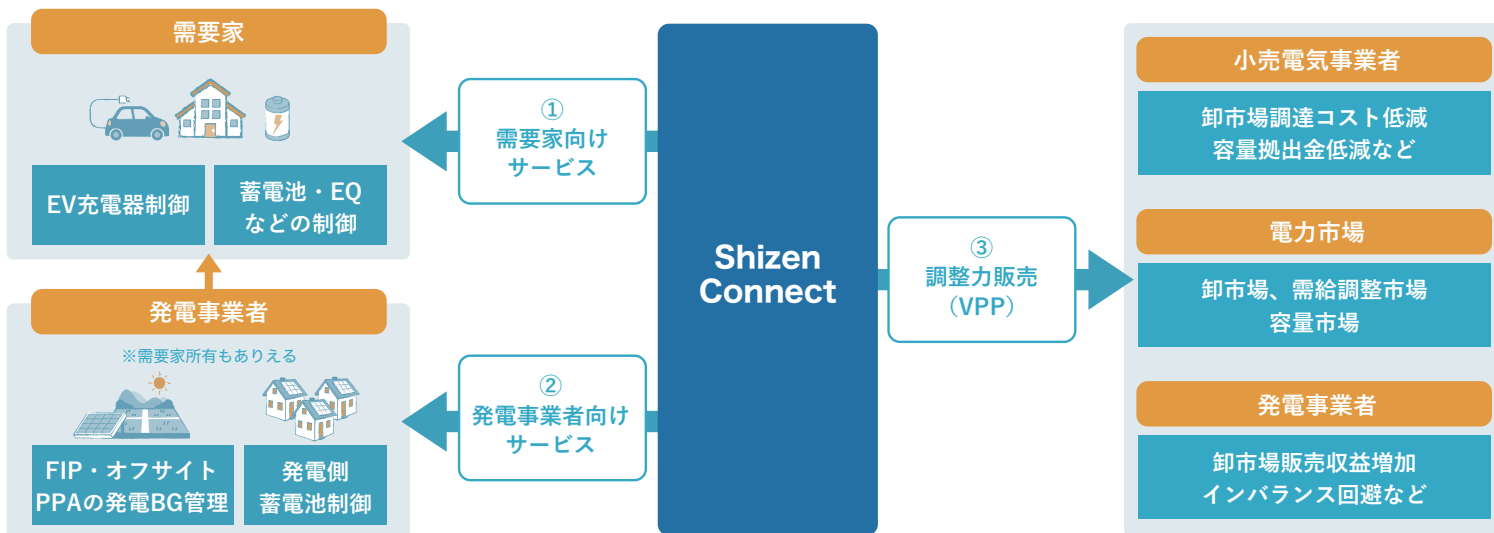 需要家
EV充電器制御
蓄電池・EQ
などの制御
発電事業者
※需要家所有もありえる
FIP・オフサイト
PPAの発電BG管理
発電側
蓄電池制御
①
需要家向け
サービス
②
発電事業者向け
サービス
Shizen
Connect
③
調整力販売
（VPP）
小売電気事業者
卸市場調達コスト低減
容量拠出金低減など
電力市場
卸市場、需給調整市場
容量市場
発電事業者
卸市場販売収益増加
インバランス回避など